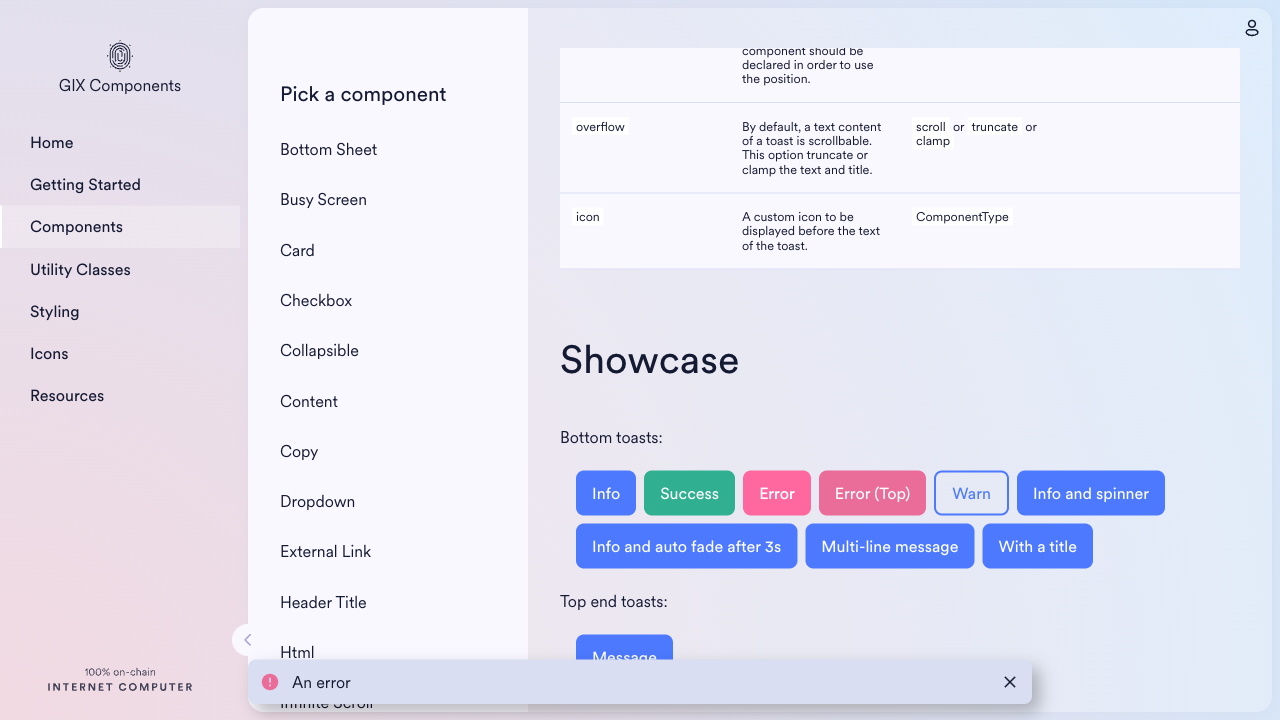 GIX Components
Home
Getting Started
Components
Utility Classes
Styling
Icons
Resources
100% on-chain
INTERNET COMPUTER
Pick a component
Bottom Sheet
Busy Screen
Card
Checkbox
Collapsible
Content
Copy
Dropdown
External Link
Header Title
Html
Infinite Scroll
component should be
declared in order to use
the position.
overflow
By default, a text content
of a toast is scrollable.
This option truncate or
clamp the text and title.
scroll or truncate or
clamp
icon
A custom icon to be
displayed before the text
of the toast.
ComponentType
Showcase
Bottom toasts:
Info Success Error Error (Top) Warn Info and spinner
Info and auto fade after 3s Multi-line message With a title
Top end toasts:
Message
An error